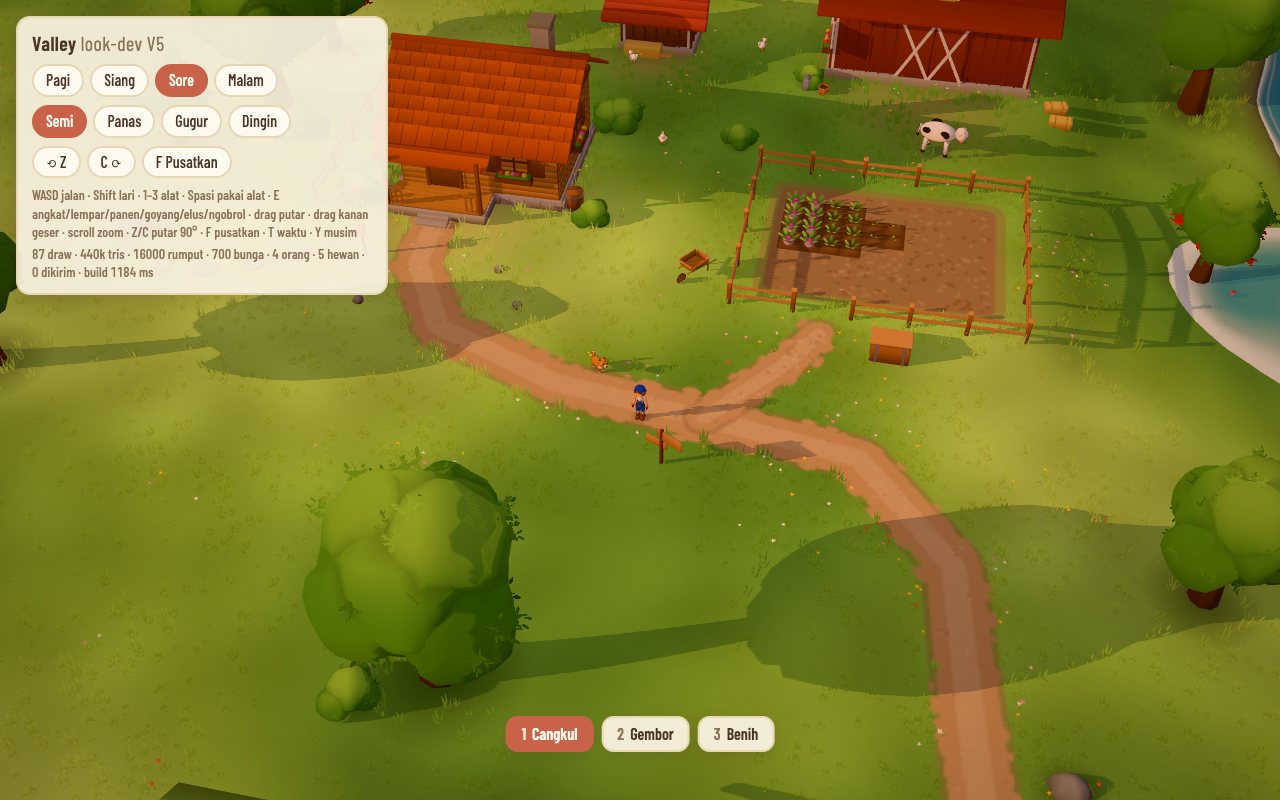 Valley look-dev V5
Pagi Siang Sore Malam
Semi Panas Gugur Dingin
⟲ Z C ⟳ F Pusatkan
WASD jalan · Shift lari · 1–3 alat · Spasi pakai alat · E
angkat/lempar/panen/goyang/elus/ngobrol · drag putar · drag kanan
geser · scroll zoom · Z/C putar 90° · F pusatkan · T waktu · Y musim
87 draw · 440k tris · 16000 rumput · 700 bunga · 4 orang · 5 hewan ·
0 dikirim · build 1184 ms
1 Cangkul 2 Gembor 3 Benih